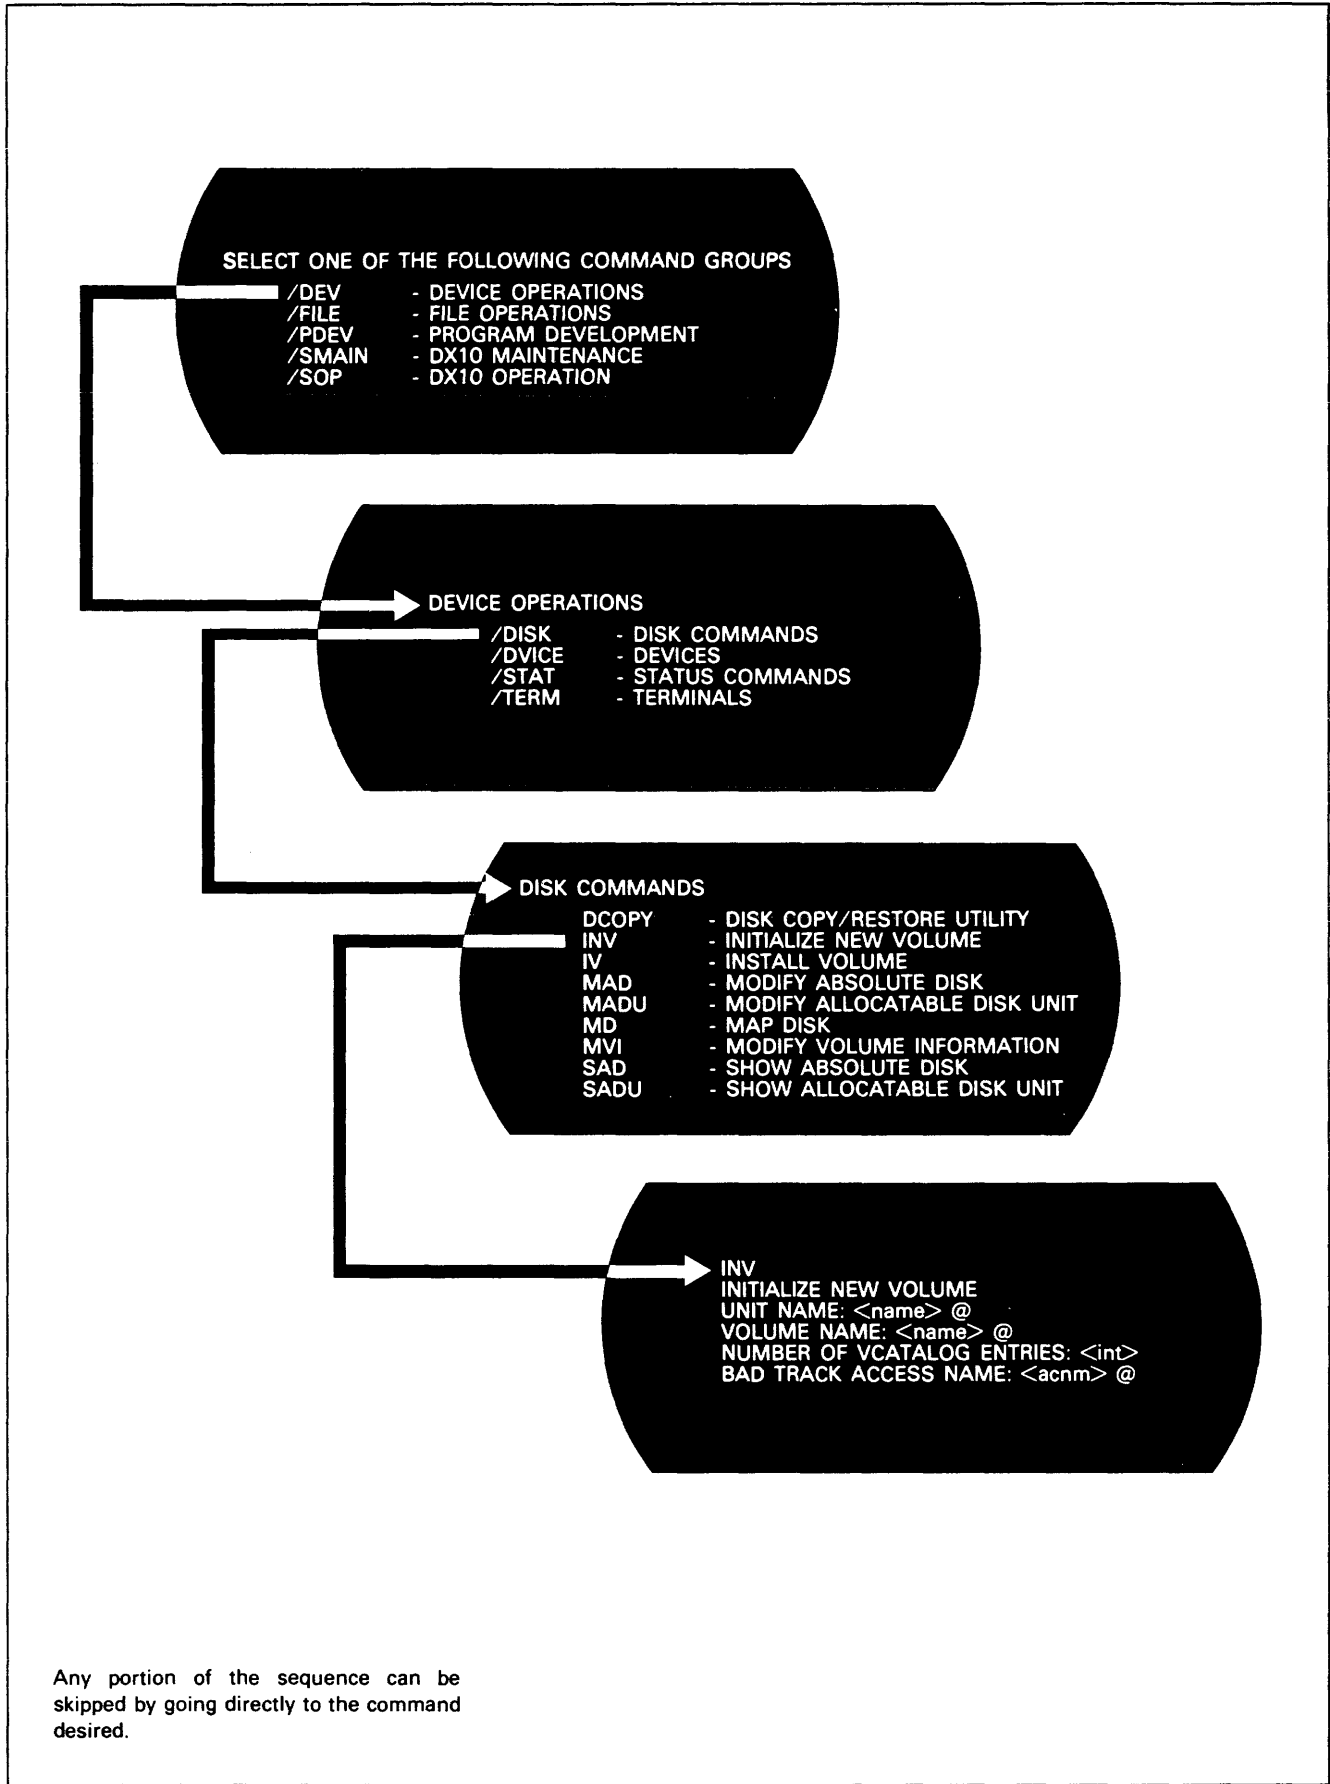 SELECT ONE OF THE FOLLOWING COMMAND GROUPS
/DEV - DEVICE OPERATIONS
/FILE - FILE OPERATIONS
/PDEV - PROGRAM DEVELOPMENT
/SMAIN - DX10 MAINTENANCE
/SOP - DX10 OPERATION
DEVICE OPERATIONS
/DISK - DISK COMMANDS
/DVICE - DEVICES
/STAT - STATUS COMMANDS
/TERM - TERMINALS
DISK COMMANDS
DCOPY - DISK COPY/RESTORE UTILITY
INV - INITIALIZE NEW VOLUME
IV - INSTALL VOLUME
MAD - MODIFY ABSOLUTE DISK
MADU - MODIFY ALLOCATABLE DISK UNIT
MD - MAP DISK
MVI - MODIFY VOLUME INFORMATION
SAD - SHOW ABSOLUTE DISK
SADU - SHOW ALLOCATABLE DISK UNIT
INV
INITIALIZE NEW VOLUME
UNIT NAME: <name> @
VOLUME NAME: <name> @
NUMBER OF VCATALOG ENTRIES: <int>
BAD TRACK ACCESS NAME: <acnm> @
Any portion of the sequence can be
skipped by going directly to the command
desired.